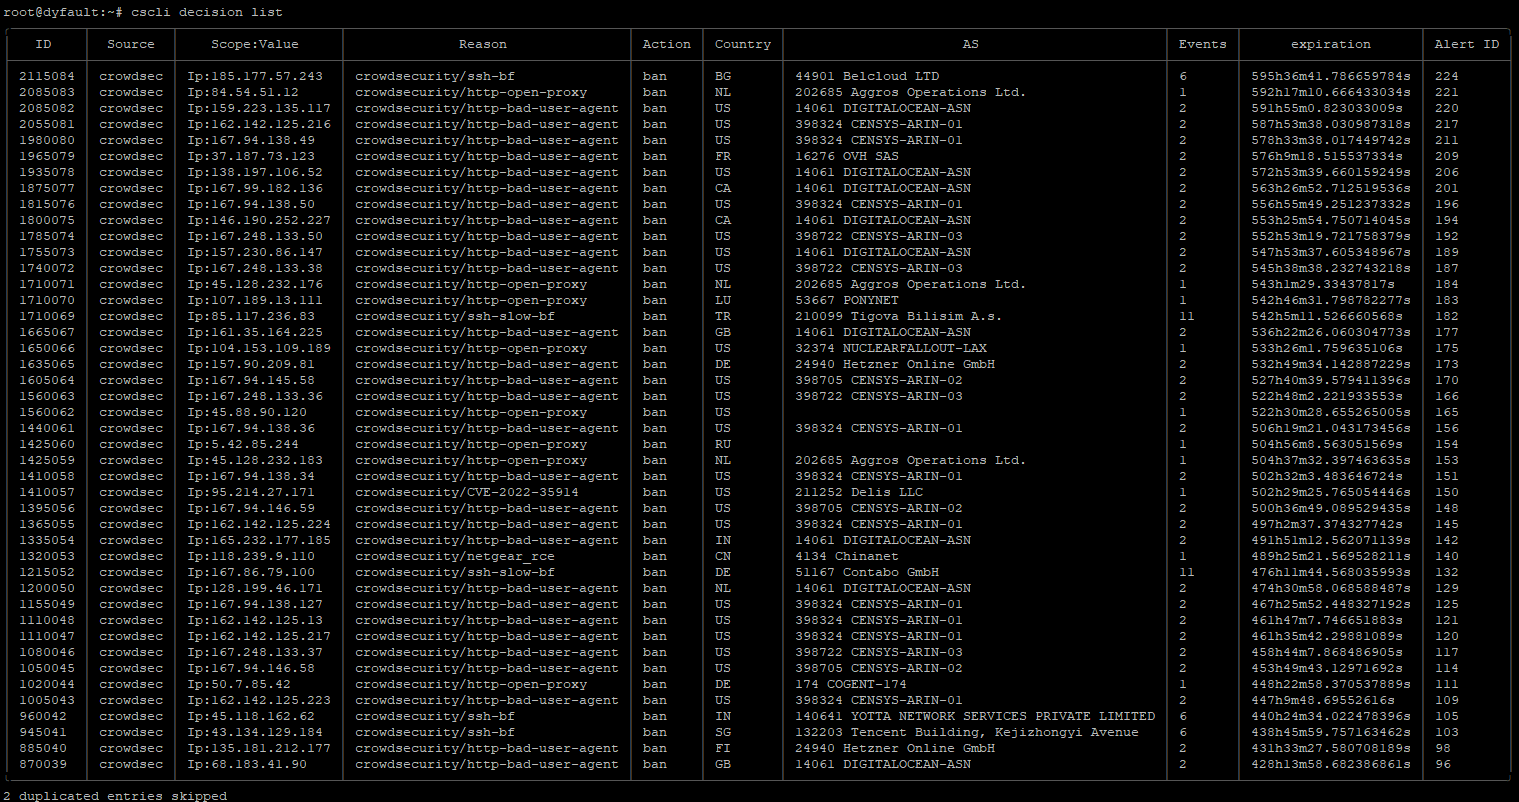 root@dyfault:~# cscli decision list
ID Source Scope:Value Reason Action Country AS Events expiration Alert ID
2115084 crowdsec Ip:185.177.57.243 crowdsecurity/ssh-bf ban BG 44901 Belcloud LTD 6 595h36m41.786659784s 224
2085083 crowdsec Ip:84.54.51.12 crowdsecurity/http-open-proxy ban NL 202685 Aggros Operations Ltd. 1 592h17m10.666433034s 221
2085082 crowdsec Ip:159.223.135.117 crowdsecurity/http-bad-user-agent ban US 14061 DIGITALOCEAN-ASN 2 591h55m0.823033009s 220
2055081 crowdsec Ip:162.142.125.216 crowdsecurity/http-bad-user-agent ban US 398324 CENSYS-ARIN-01 2 587h53m38.030987318s 217
1980080 crowdsec Ip:167.94.138.49 crowdsecurity/http-bad-user-agent ban US 398324 CENSYS-ARIN-01 2 578h33m38.017449742s 211
1965079 crowdsec Ip:37.187.73.123 crowdsecurity/http-bad-user-agent ban FR 16276 OVH SAS 2 576h9m18.515537334s 209
1935078 crowdsec Ip:138.197.106.52 crowdsecurity/http-bad-user-agent ban US 14061 DIGITALOCEAN-ASN 2 572h53m39.660159249s 206
1875077 crowdsec Ip:167.99.182.136 crowdsecurity/http-bad-user-agent ban CA 14061 DIGITALOCEAN-ASN 2 563h26m52.712519536s 201
1815076 crowdsec Ip:167.94.138.50 crowdsecurity/http-bad-user-agent ban US 398324 CENSYS-ARIN-01 2 556h55m49.251237332s 196
1800075 crowdsec Ip:146.190.252.227 crowdsecurity/http-bad-user-agent ban CA 14061 DIGITALOCEAN-ASN 2 553h25m54.750714045s 194
1785074 crowdsec Ip:167.248.133.50 crowdsecurity/http-bad-user-agent ban US 398722 CENSYS-ARIN-03 2 552h53m19.721758379s 192
1755073 crowdsec Ip:157.230.86.147 crowdsecurity/http-bad-user-agent ban US 14061 DIGITALOCEAN-ASN 2 547h53m37.605348967s 189
1740072 crowdsec Ip:167.248.133.38 crowdsecurity/http-bad-user-agent ban US 398722 CENSYS-ARIN-03 2 545h38m38.232743218s 187
1710071 crowdsec Ip:45.128.232.176 crowdsecurity/http-open-proxy ban NL 202685 Aggros Operations Ltd. 1 543h1m29.33437817s 184
1710070 crowdsec Ip:107.189.13.111 crowdsecurity/http-open-proxy ban LU 53667 PONYNET 1 542h46m31.798782277s 183
1710069 crowdsec Ip:85.117.236.83 crowdsecurity/ssh-slow-bf ban TR 210099 Tigova Bilisim A.s. 11 542h5m11.526660568s 182
1665067 crowdsec Ip:161.35.164.225 crowdsecurity/http-bad-user-agent ban GB 14061 DIGITALOCEAN-ASN 2 536h22m26.060304773s 177
1650066 crowdsec Ip:104.153.109.189 crowdsecurity/http-open-proxy ban US 32374 NUCLEARFALLOUT-LAX 1 533h26m1.759635106s 175
1635065 crowdsec Ip:157.90.209.81 crowdsecurity/http-bad-user-agent ban DE 24940 Hetzner Online GmbH 2 532h49m34.142887229s 173
1605064 crowdsec Ip:167.94.145.58 crowdsecurity/http-bad-user-agent ban US 398705 CENSYS-ARIN-02 2 527h40m39.579411396s 170
1560063 crowdsec Ip:167.248.133.36 crowdsecurity/http-bad-user-agent ban US 398722 CENSYS-ARIN-03 2 522h48m2.221933553s 166
1560062 crowdsec Ip:45.88.90.120 crowdsecurity/http-open-proxy ban US 1 522h30m28.655265005s 165
1440061 crowdsec Ip:167.94.138.36 crowdsecurity/http-bad-user-agent ban US 398324 CENSYS-ARIN-01 2 506h19m21.043173456s 156
1425060 crowdsec Ip:5.42.85.244 crowdsecurity/http-open-proxy ban RU 1 504h56m8.563051569s 154
1425059 crowdsec Ip:45.128.232.183 crowdsecurity/http-open-proxy ban NL 202685 Aggros Operations Ltd. 1 504h37m32.397463635s 153
1410058 crowdsec Ip:167.94.138.34 crowdsecurity/http-bad-user-agent ban US 398324 CENSYS-ARIN-01 2 502h32m3.483646724s 151
1410057 crowdsec Ip:95.214.27.171 crowdsecurity/CVE-2022-35914 ban US 211252 Delis LLC 1 502h29m25.765054446s 150
1395056 crowdsec Ip:167.94.146.59 crowdsecurity/http-bad-user-agent ban US 398705 CENSYS-ARIN-02 2 500h36m49.089529435s 148
1365055 crowdsec Ip:162.142.125.224 crowdsecurity/http-bad-user-agent ban US 398324 CENSYS-ARIN-01 2 497h2m37.374327742s 145
1335054 crowdsec Ip:165.232.177.185 crowdsecurity/http-bad-user-agent ban IN 14061 DIGITALOCEAN-ASN 2 491h51m12.562071139s 142
1320053 crowdsec Ip:118.239.9.110 crowdsecurity/netgear_rce ban CN 4134 Chinanet 1 489h25m21.569528211s 140
1215052 crowdsec Ip:167.86.79.100 crowdsecurity/ssh-slow-bf ban DE 51167 Contabo GmbH 11 476h11m44.568035993s 132
1200050 crowdsec Ip:128.199.46.171 crowdsecurity/http-bad-user-agent ban NL 14061 DIGITALOCEAN-ASN 2 474h30m58.068588487s 129
1155049 crowdsec Ip:167.94.138.127 crowdsecurity/http-bad-user-agent ban US 398324 CENSYS-ARIN-01 2 467h25m52.448327192s 125
1110048 crowdsec Ip:162.142.125.13 crowdsecurity/http-bad-user-agent ban US 398324 CENSYS-ARIN-01 2 461h47m7.746651883s 121
1110047 crowdsec Ip:162.142.125.217 crowdsecurity/http-bad-user-agent ban US 398324 CENSYS-ARIN-01 2 461h35m42.29881089s 120
1080046 crowdsec Ip:167.248.133.37 crowdsecurity/http-bad-user-agent ban US 398722 CENSYS-ARIN-03 2 458h44m7.868486905s 117
1050045 crowdsec Ip:167.94.146.58 crowdsecurity/http-bad-user-agent ban US 398705 CENSYS-ARIN-02 2 453h49m43.12971692s 114
1020044 crowdsec Ip:50.7.85.42 crowdsecurity/http-open-proxy ban DE 174 COGENT-174 1 448h22m58.370537889s 111
1005043 crowdsec Ip:162.142.125.223 crowdsecurity/http-bad-user-agent ban US 398324 CENSYS-ARIN-01 2 447h9m48.69552616s 109
960042 crowdsec Ip:45.118.162.62 crowdsecurity/ssh-bf ban IN 140641 YOTTA NETWORK SERVICES PRIVATE LIMITED 6 440h24m34.022478396s 105
945041 crowdsec Ip:43.134.129.184 crowdsecurity/ssh-bf ban SG 132203 Tencent Building, Kejizhongyi Avenue 6 438h45m59.757163462s 103
885040 crowdsec Ip:135.181.212.177 crowdsecurity/http-bad-user-agent ban FI 24940 Hetzner Online GmbH 2 431h33m27.580708189s 98
870039 crowdsec Ip:68.183.41.90 crowdsecurity/http-bad-user-agent ban GB 14061 DIGITALOCEAN-ASN 2 428h13m58.682386861s 96
2 duplicated entries skipped